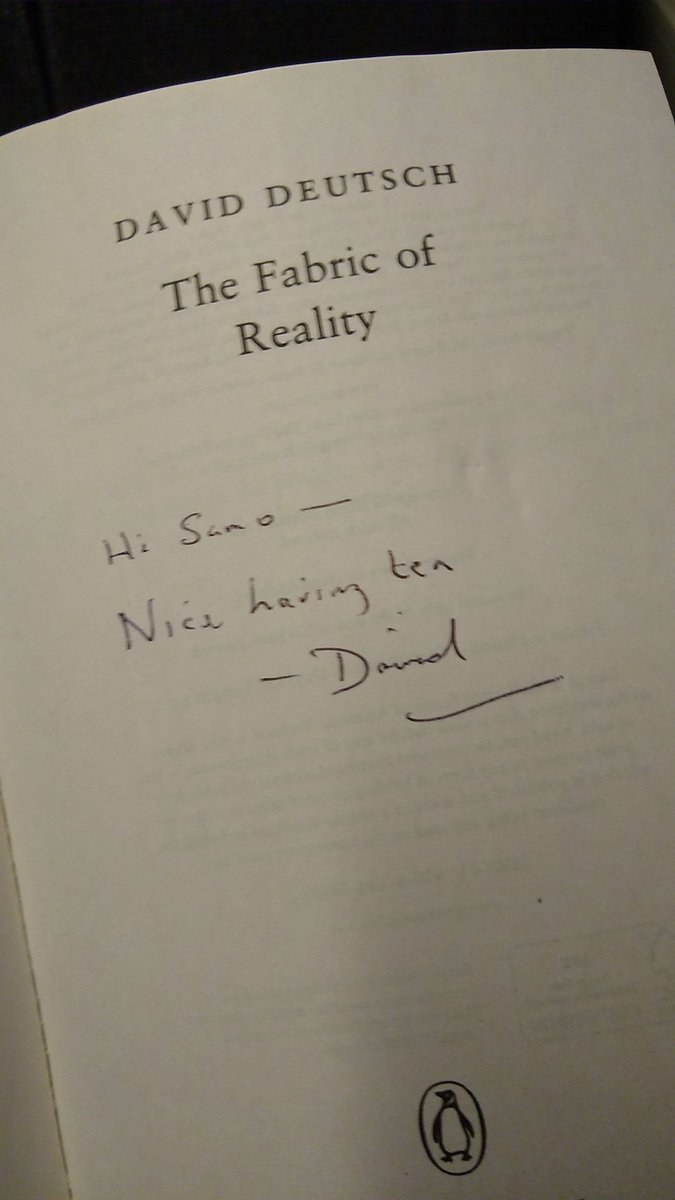 DAVID DEUTSCH
The Fabric of
Reality
Hi Samo —
Nice having tea
— David